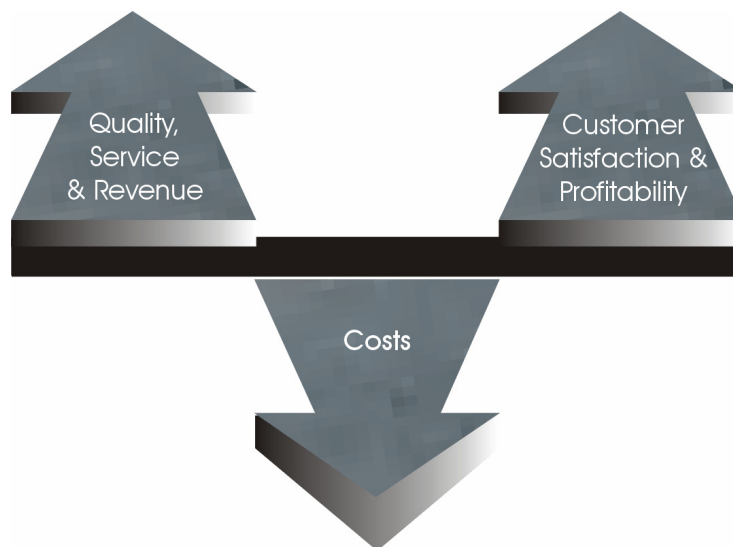 Quality,
Service
& Revenue
Customer
Satisfaction &
Profitability
Costs